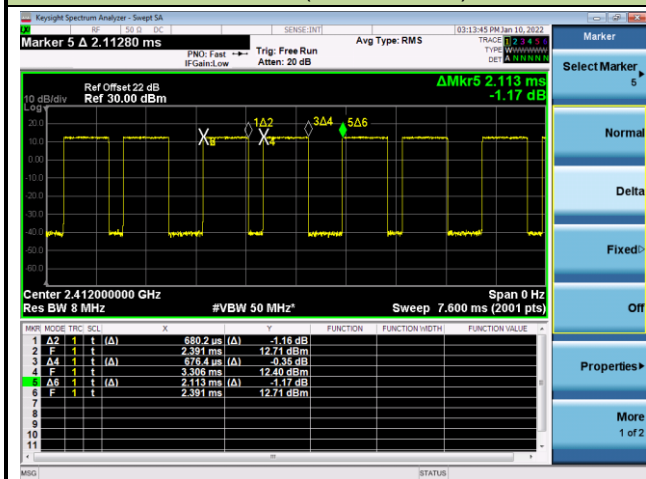 Keysight Spectrum Analyzer - Swept SA
RF 50 Ω DC SENSE:INT 03:13:45 PM Jan 10, 2022
Marker 5 Δ 2.11280 ms
Avg Type: RMS
TRACE 1 2 3 4 5 6
TYPE WWWWWW
DET A N N N N N
PNO: Fast
IFGain:Low
Trig: Free Run
Atten: 20 dB
ΔMkr5 2.113 ms
-1.17 dB
Ref Offset 22 dB
Ref 30.00 dBm
10 dB/div
Log
20.0
10.0
0.00
-10.0
-20.0
-30.0
-40.0
-50.0
-60.0
1Δ2
3Δ4
5Δ6
4
Center 2.412000000 GHz
Span 0 Hz
Res BW 8 MHz
#VBW 50 MHz*
Sweep 7.600 ms (2001 pts)
MKR MODE TRC SCL X Y FUNCTION FUNCTION WIDTH FUNCTION VALUE
1 Δ2 1 t (Δ) 680.2 µs (Δ) -1.16 dB
2 F 1 t 2.391 ms 12.71 dBm
3 Δ4 1 t (Δ) 676.4 µs (Δ) -0.35 dB
4 F 1 t 3.306 ms 12.40 dBm
5 Δ6 1 t (Δ) 2.113 ms (Δ) -1.17 dB
6 F 1 t 2.391 ms 12.71 dBm
7
8
9
10
11
MSG
STATUS
Marker
Select Marker
5
Normal
Delta
Fixed
Off
Properties
More
1 of 2